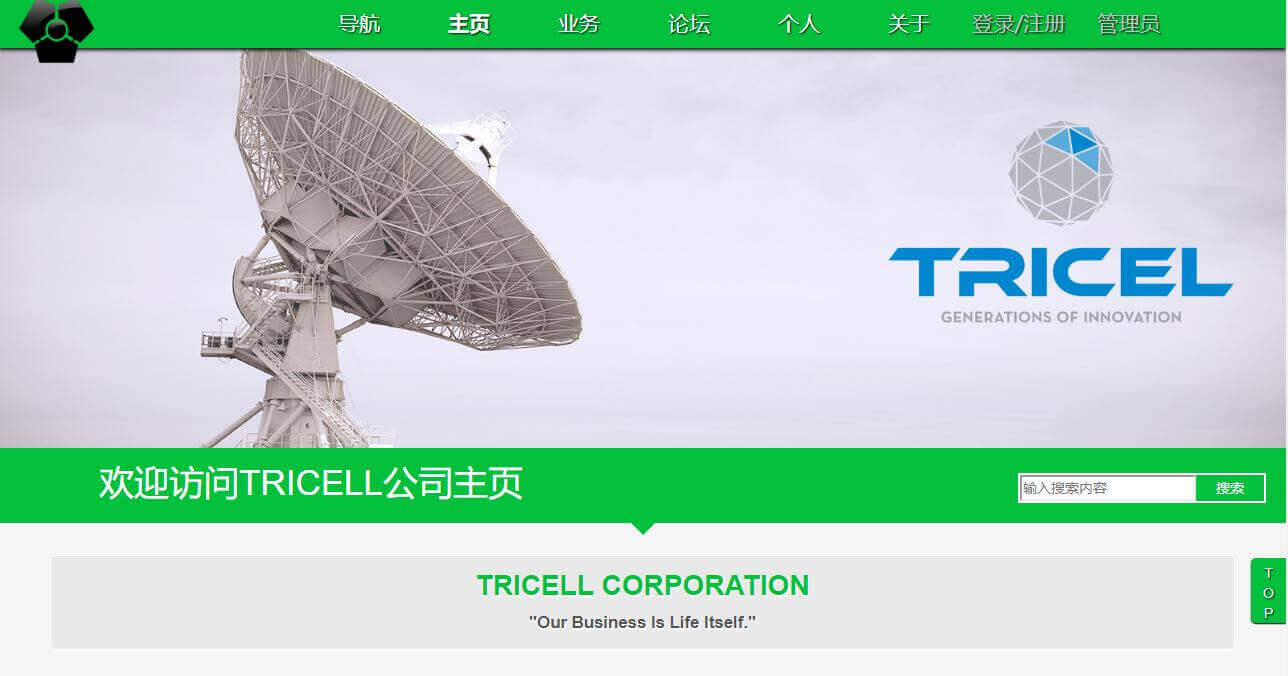 导航 主页 业务 论坛 个人 关于 登录/注册 管理员
TRICEL
GENERATIONS OF INNOVATION
6
欢迎访问TRICELL公司主页
输入搜索内容 搜索
TRICELL CORPORATION
"Our Business Is Life Itself."
TOP